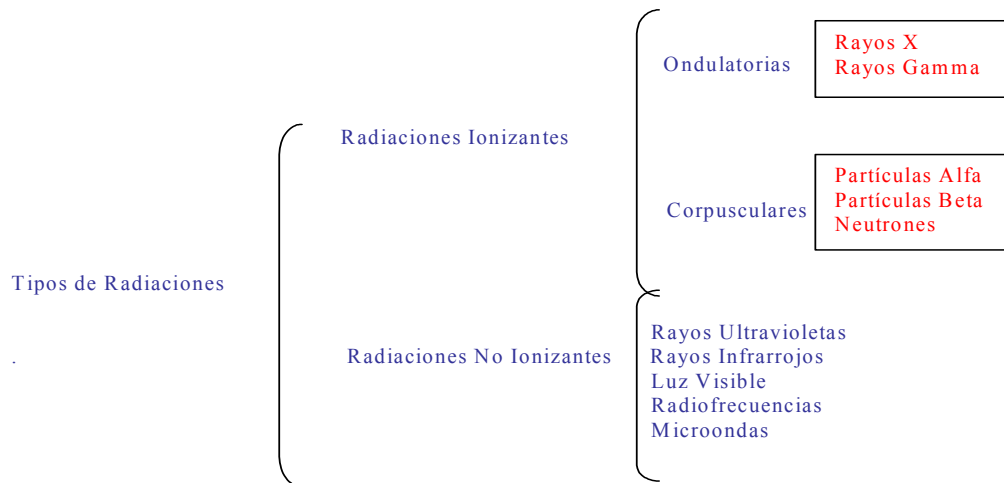 Tipos de Radiaciones
.
Radiaciones Ionizantes
Ondulatorias
Rayos X
Rayos Gamma
Corpusculares
Partículas Alfa
Partículas Beta
Neutrones
Radiaciones No Ionizantes
Rayos Ultravioletas
Rayos Infrarrojos
Luz Visible
Radiofrecuencias
Microondas